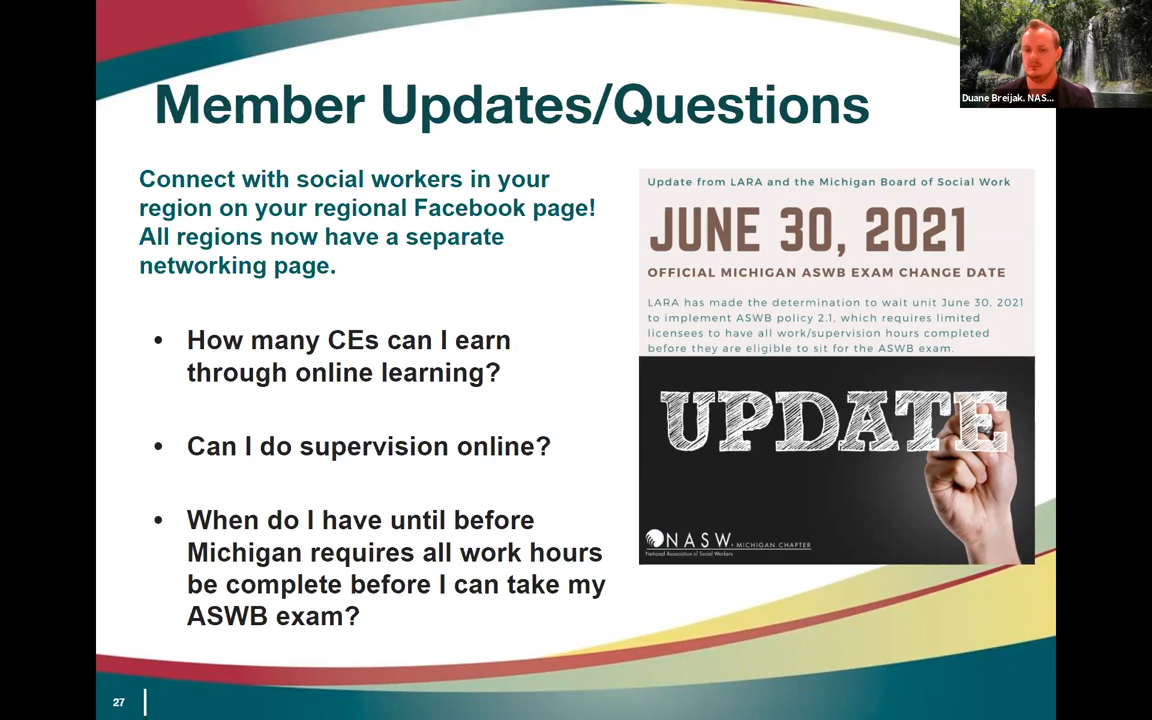 Member Updates/Questions
Duane Breijak. NAS...
Connect with social workers in your
region on your regional Facebook page!
All regions now have a separate
networking page.
• How many CEs can I earn
through online learning?
• Can I do supervision online?
• When do I have until before
Michigan requires all work hours
be complete before I can take my
ASWB exam?
Update from LARA and the Michigan Board of Social Work
JUNE 30, 2021
OFFICIAL MICHIGAN ASWB EXAM CHANGE DATE
LARA has made the determination to wait unit June 30, 2021
to implement ASWB policy 2.1, which requires limited
licensees to have all work/supervision hours completed
before they are eligible to sit for the ASWB exam.
UPDATE
NASW MICHIGAN CHAPTER
National Association of Social Workers
27